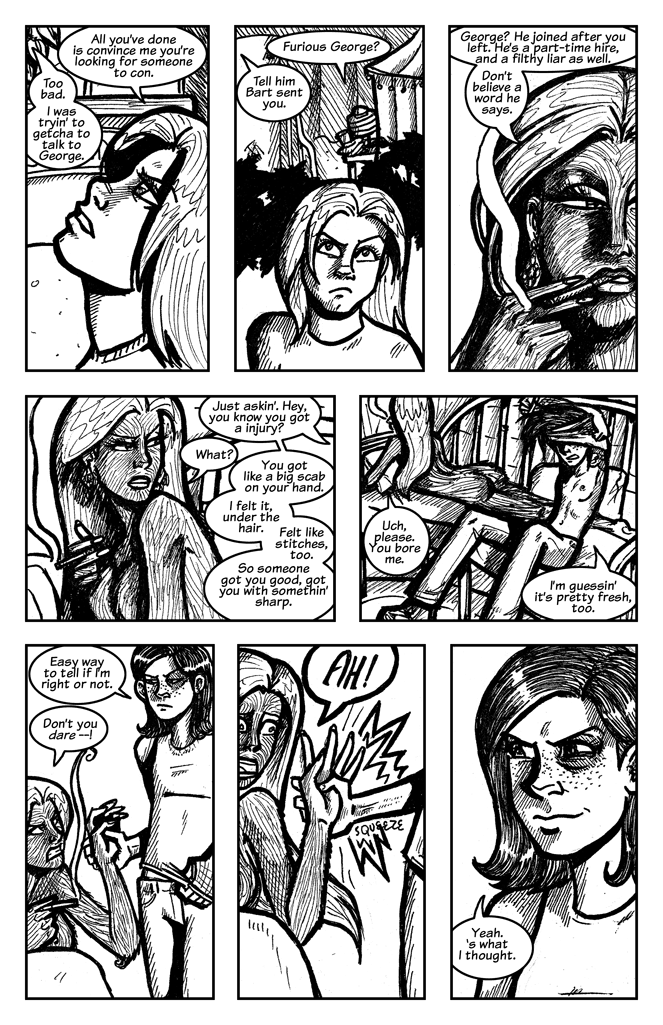 All you've done
is convince me you're
looking for someone
to con.
Too
bad.
I was
tryin' to
getcha to
talk to
George.
Furious George?
Tell him
Bart sent
you.
George? He joined after you
left. He's a part-time hire,
and a filthy liar as well.
Don't
believe a
word he
says.
Just askin'. Hey,
you know you got
a injury?
What?
You got
like a big scab
on your hand.
I felt it,
under the
hair.
Felt like
stitches,
too.
So someone
got you good, got
you with somethin'
sharp.
Uch,
please.
You bore
me.
I'm guessin'
it's pretty fresh,
too.
Easy way
to tell if I'm
right or not.
Don't you
dare --!
AH!
SQUEEZE
Yeah.
's what
I thought.